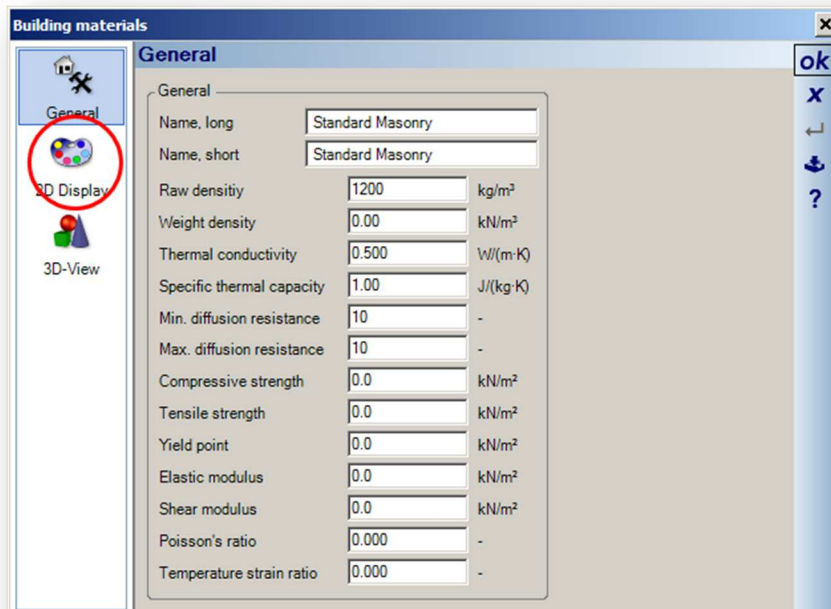 Building materials
General
General
2D Display
3D-View
General
Name, long Standard Masonry
Name, short Standard Masonry
Raw densitiy 1200 kg/m³
Weight density 0.00 kN/m³
Thermal conductivity 0.500 W/(m·K)
Specific thermal capacity 1.00 J/(kg·K)
Min. diffusion resistance 10 -
Max. diffusion resistance 10 -
Compressive strength 0.0 kN/m²
Tensile strength 0.0 kN/m²
Yield point 0.0 kN/m²
Elastic modulus 0.0 kN/m²
Shear modulus 0.0 kN/m²
Poisson's ratio 0.000 -
Temperature strain ratio 0.000 -
ok
x
?